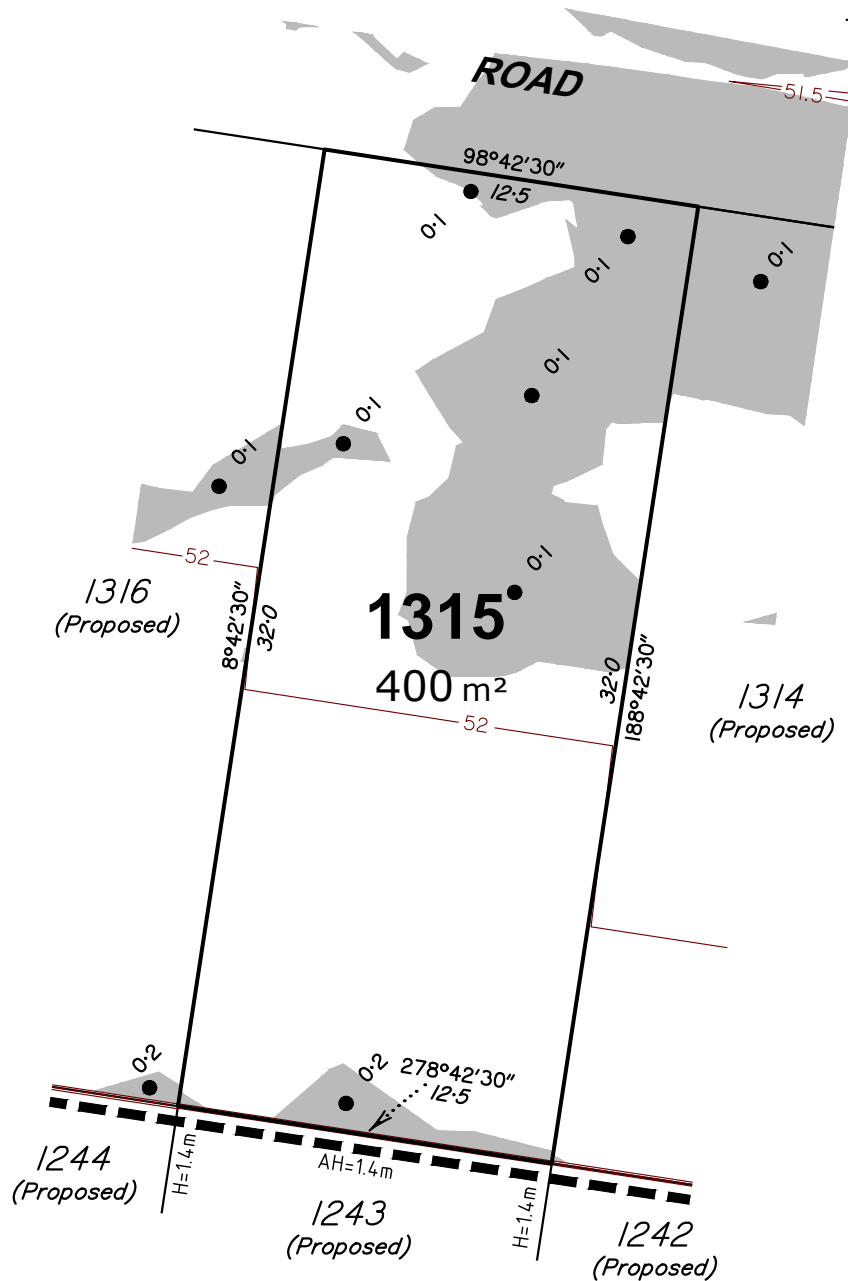 ROAD
51.5
98°42'30"
12·5
0·1
0·1
0·1
0·1
0·1
0·1
0·1
52
1316
(Proposed)
8°42'30"
32·0
1315
400 m²
32·0
188°42'30"
1314
(Proposed)
52
0·2
0·2
278°42'30"
12·5
1244
(Proposed)
H=1.4m
AH=1.4m
1243
(Proposed)
H=1.4m
1242
(Proposed)